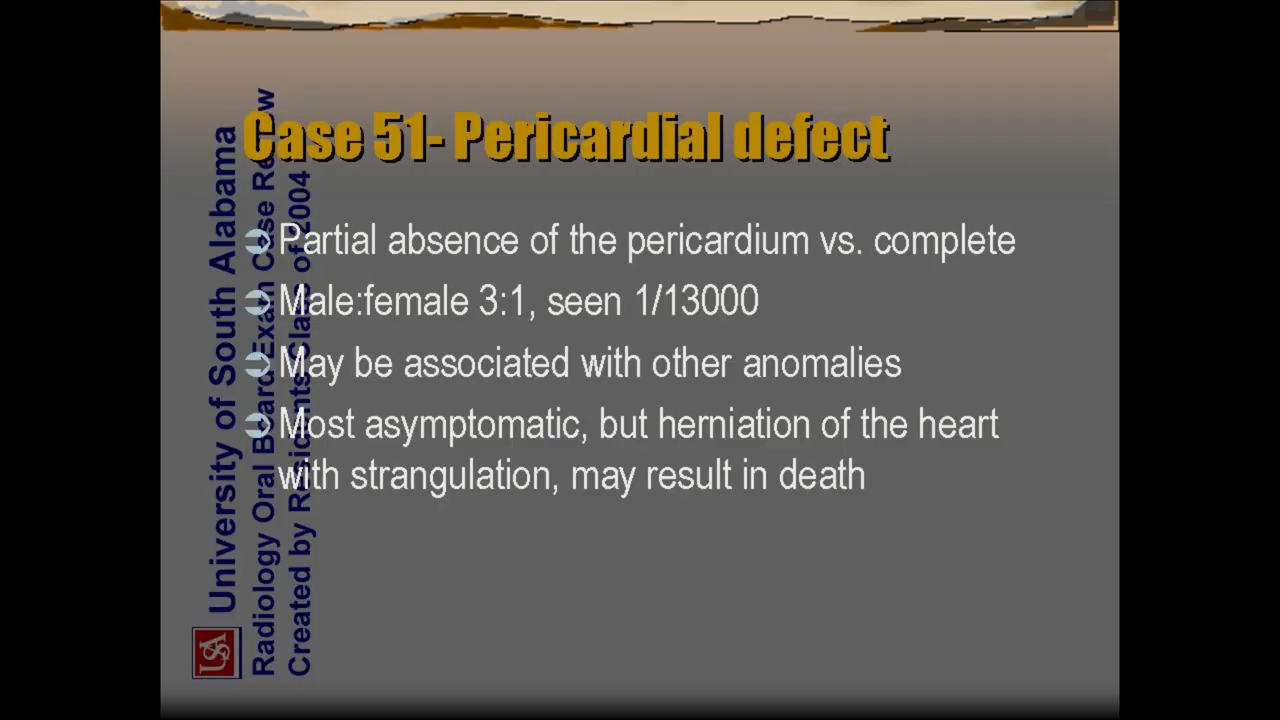 Case 51- Pericardial defect
Partial absence of the pericardium vs. complete
Male:female 3:1, seen 1/13000
May be associated with other anomalies
Most asymptomatic, but herniation of the heart
with strangulation, may result in death
University of South Alabama
Radiology Oral Board Exam Case Review
Created by Residents Class of 2004
USA